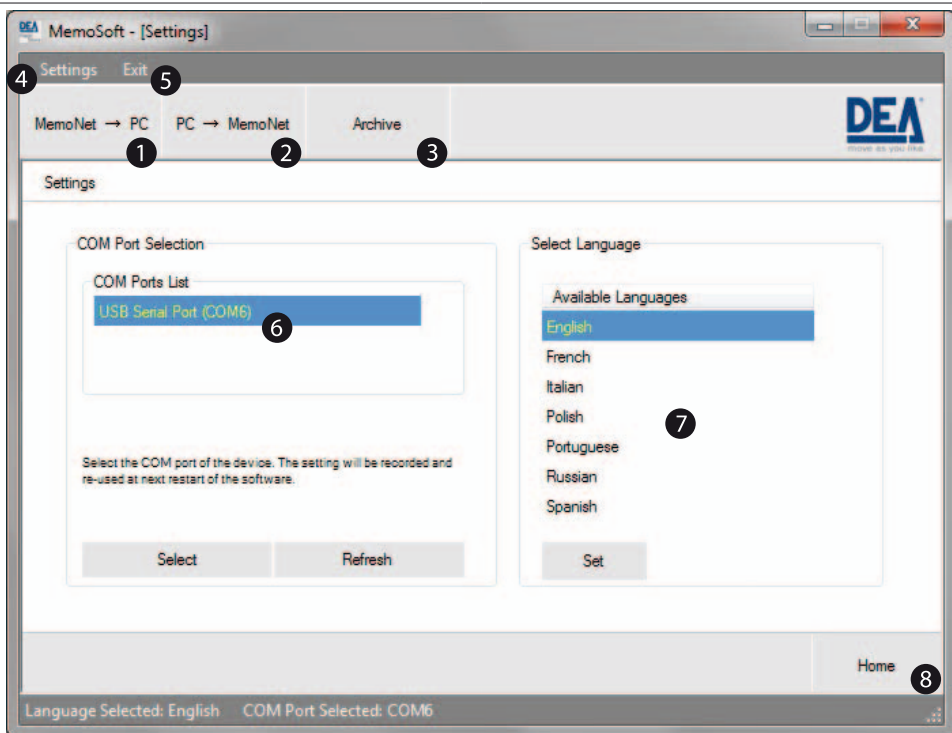 DEA MemoSoft - [Settings]
4 Settings Exit 5
MemoNet → PC PC → MemoNet Archive DEA
1 2 3 move as you like
Settings
COM Port Selection Select Language
COM Ports List Available Languages
USB Serial Port (COM6) 6 English
French
Italian
Polish
7
Portuguese
Select the COM port of the device. The setting will be recorded and
re-used at next restart of the software.
Russian
Spanish
Select Refresh Set
Home
8
Language Selected: English COM Port Selected: COM6